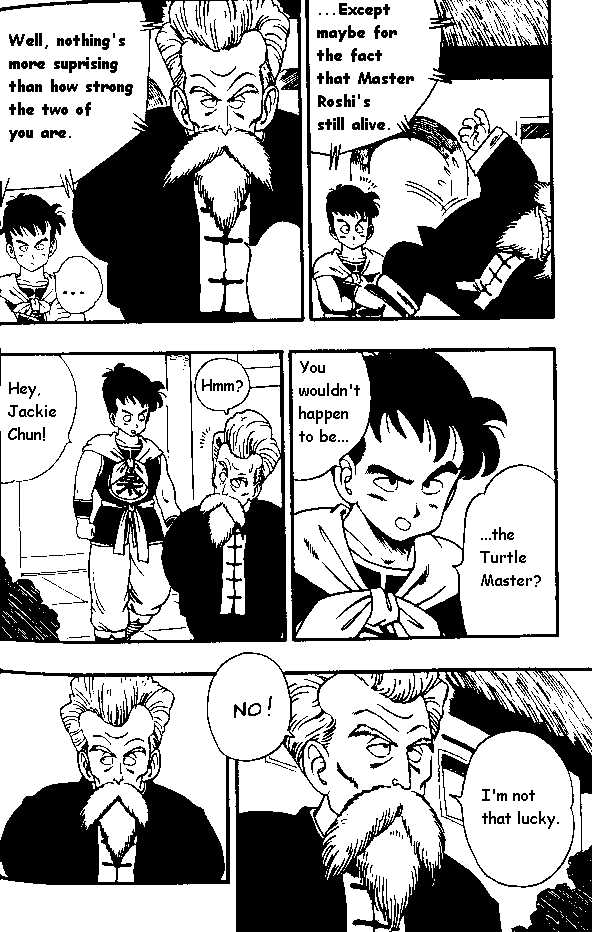 Well, nothing's
more suprising
than how strong
the two of
you are.
...
...Except
maybe for
the fact
that Master
Roshi's
still alive.
Hey,
Jackie
Chun!
Hmm?
You
wouldn't
happen
to be...
...the
Turtle
Master?
NO!
I'm not
that lucky.